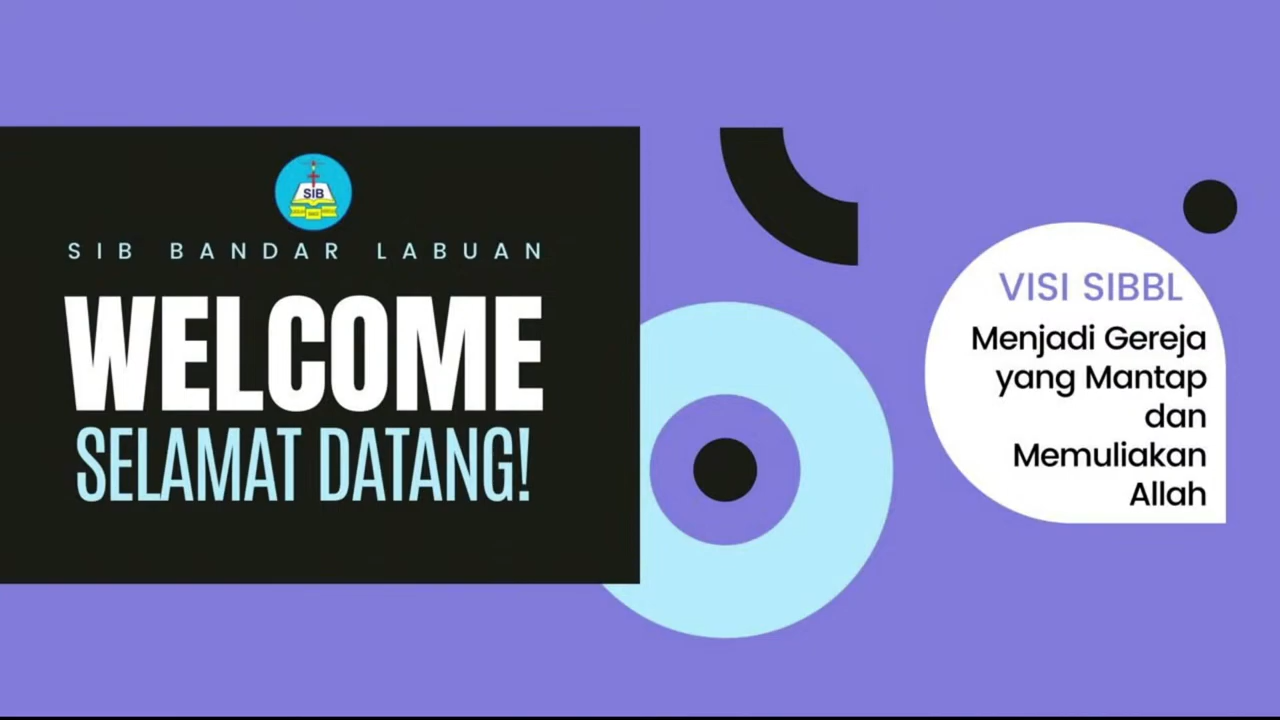 SIB
SIB BANDAR LABUAN
WELCOME
SELAMAT DATANG!
VISI SIBBL
Menjadi Gereja
yang Mantap
dan
Memuliakan
Allah